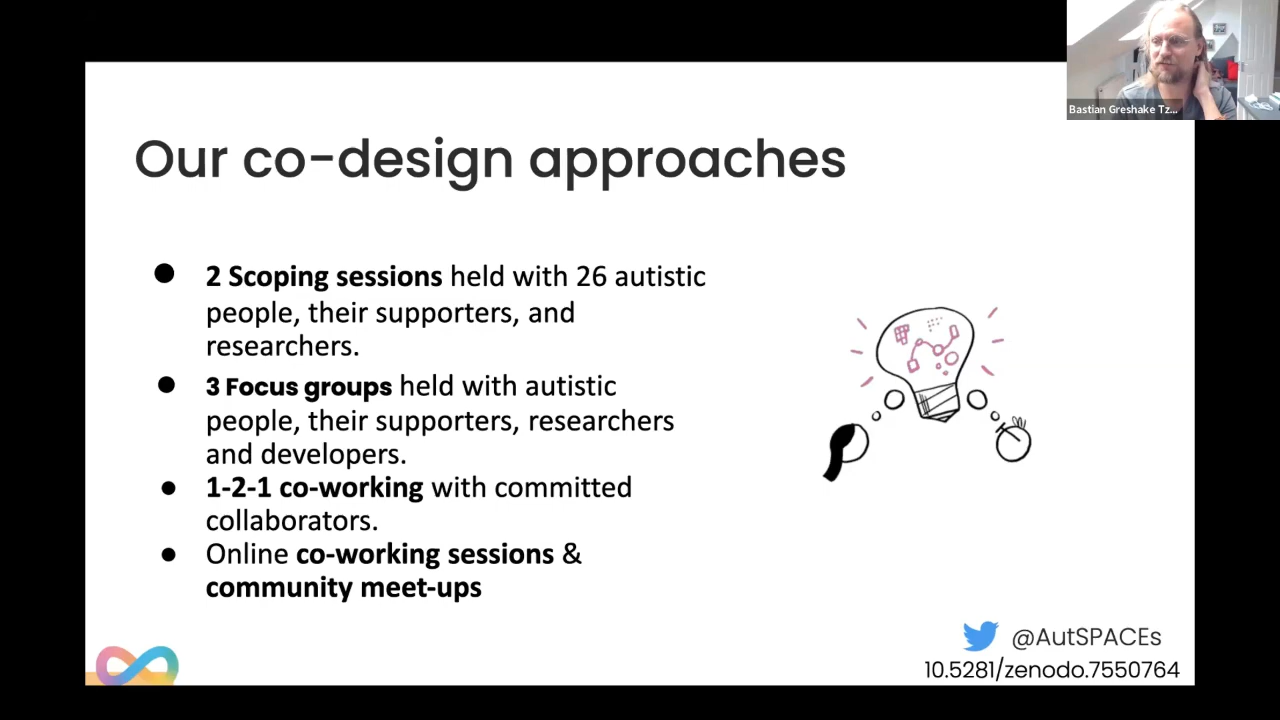 Bastian Greshake Tz...
Our co-design approaches
● 2 Scoping sessions held with 26 autistic
people, their supporters, and
researchers.
● 3 Focus groups held with autistic
people, their supporters, researchers
and developers.
● 1-2-1 co-working with committed
collaborators.
● Online co-working sessions &
community meet-ups
@AutSPACEs
10.5281/zenodo.7550764